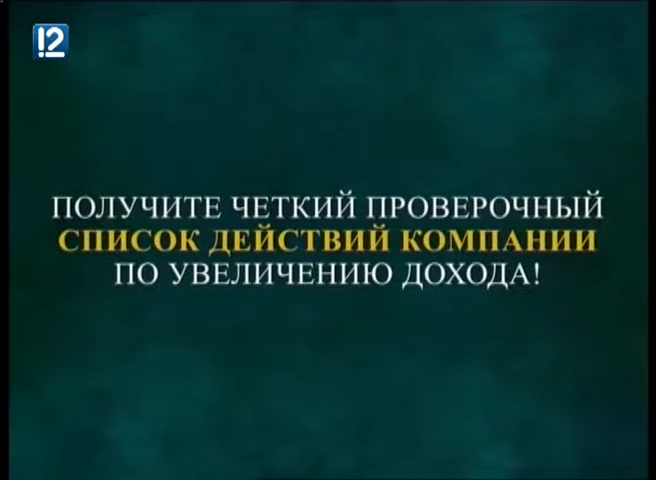 12
ПОЛУЧИТЕ ЧЕТКИЙ ПРОВЕРОЧНЫЙ
СПИСОК ДЕЙСТВИЙ КОМПАНИИ
ПО УВЕЛИЧЕНИЮ ДОХОДА!